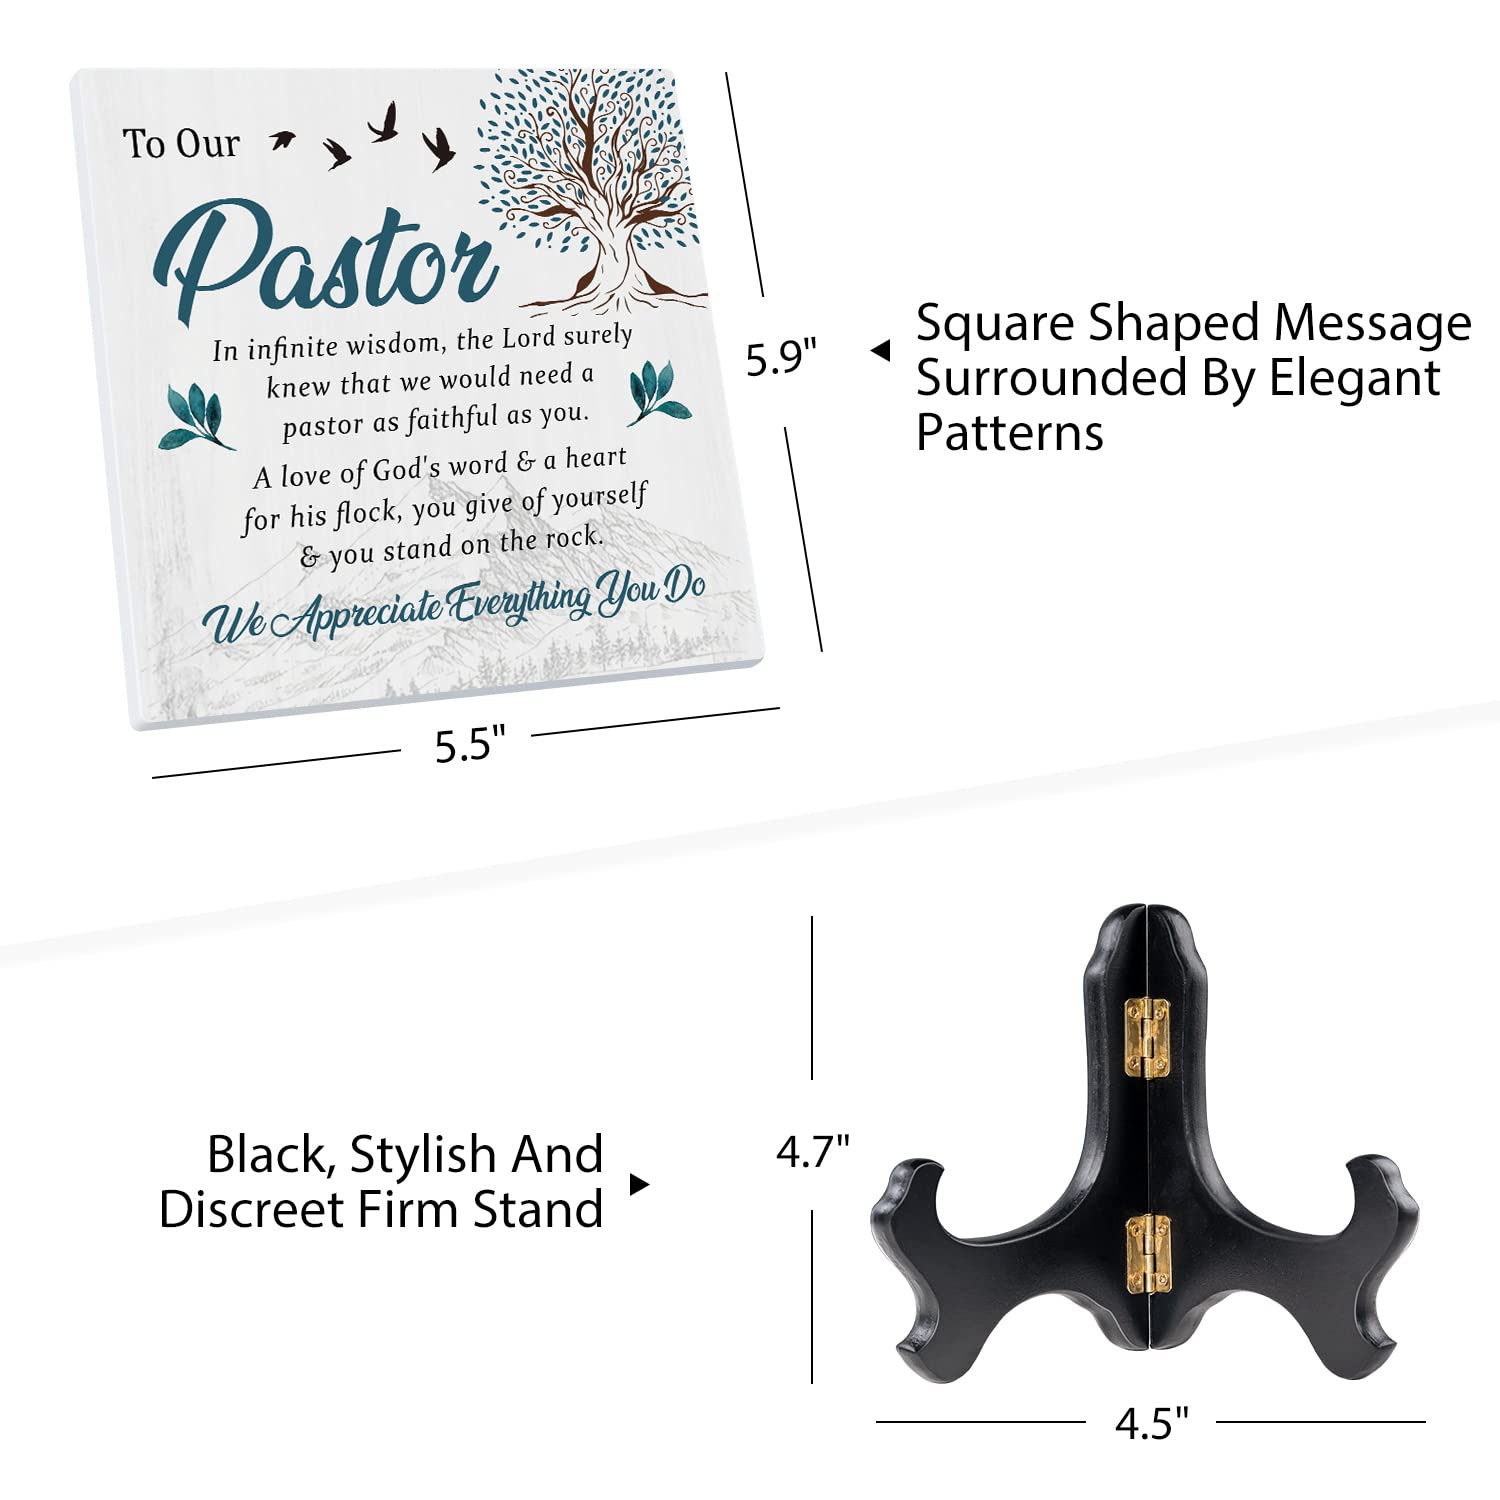 To Our
Pastor
In infinite wisdom, the Lord surely
knew that we would need a
pastor as faithful as you.
A love of God's word & a heart
for his flock, you give of yourself
& you stand on the rock.
We Appreciate Everything You Do
5.9"
5.5"
Square Shaped Message
Surrounded By Elegant
Patterns
Black, Stylish And
Discreet Firm Stand
4.7"
4.5"